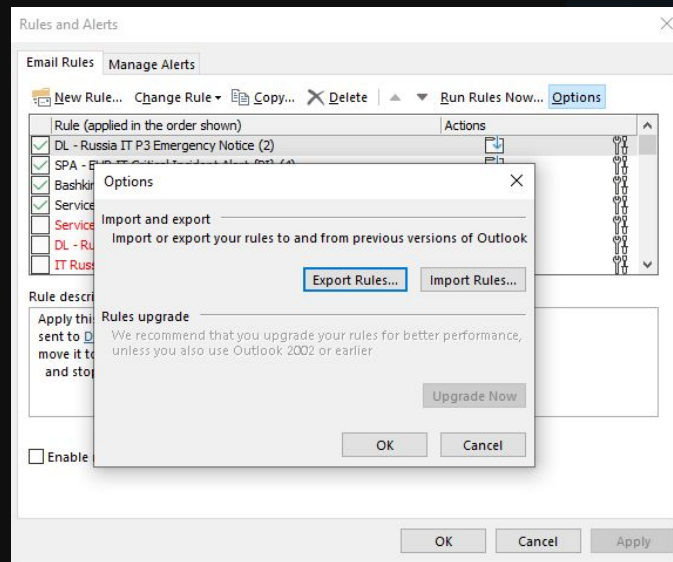 Rules and Alerts
Email Rules
Manage Alerts
New Rule...
Change Rule
Copy...
Delete
Run Rules Now...
Options
Rule (applied in the order shown)
Actions
DL - Russia IT P3 Emergency Notice (2)
SPA -
Bashkir
Service
Service
DL - Ru
IT Russ
Options
Import and export
Import or export your rules to and from previous versions of Outlook
Export Rules...
Import Rules...
Rules upgrade
We recommend that you upgrade your rules for better performance,
unless you also use Outlook 2002 or earlier
Upgrade Now
OK
Cancel
Rule descri
Apply this
sent to D
move it to
and stop
Enable
OK
Cancel
Apply